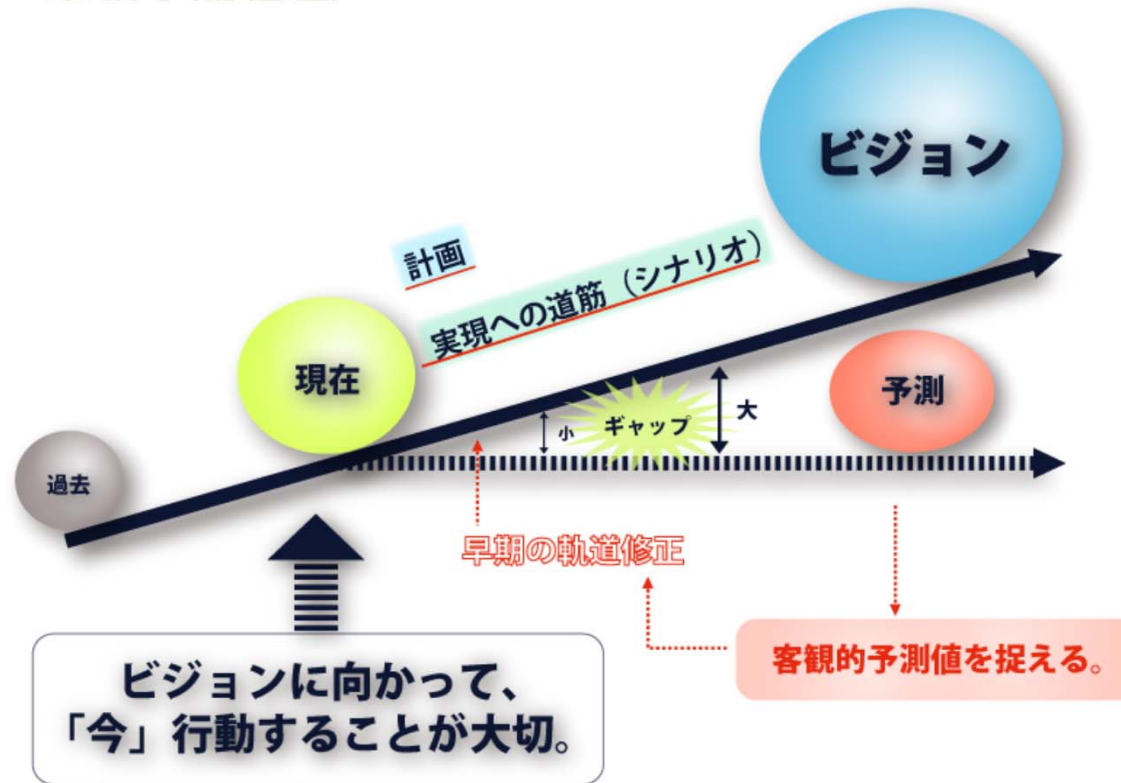 ビジョン
計画
実現への道筋（シナリオ）
現在
予測
大
小
ギャップ
過去
早期の軌道修正
客観的予測値を捉える。
ビジョンに向かって、
「今」行動することが大切。